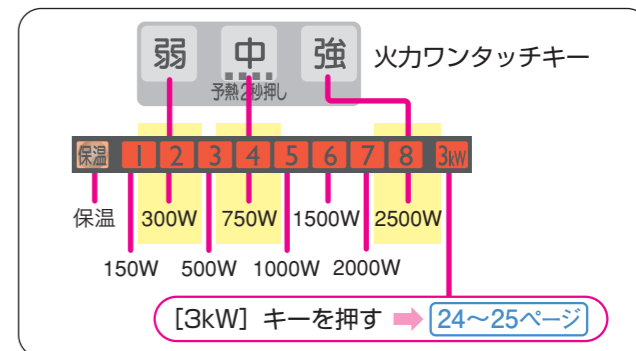 弱 中 強 火力ワンタッチキー
予熱2秒押し
保温 1 2 3 4 5 6 7 8 3kW
保温 300W 750W 1500W 2500W
150W 500W 1000W 2000W
[3kW] キーを押す ➡ 24〜25ページ